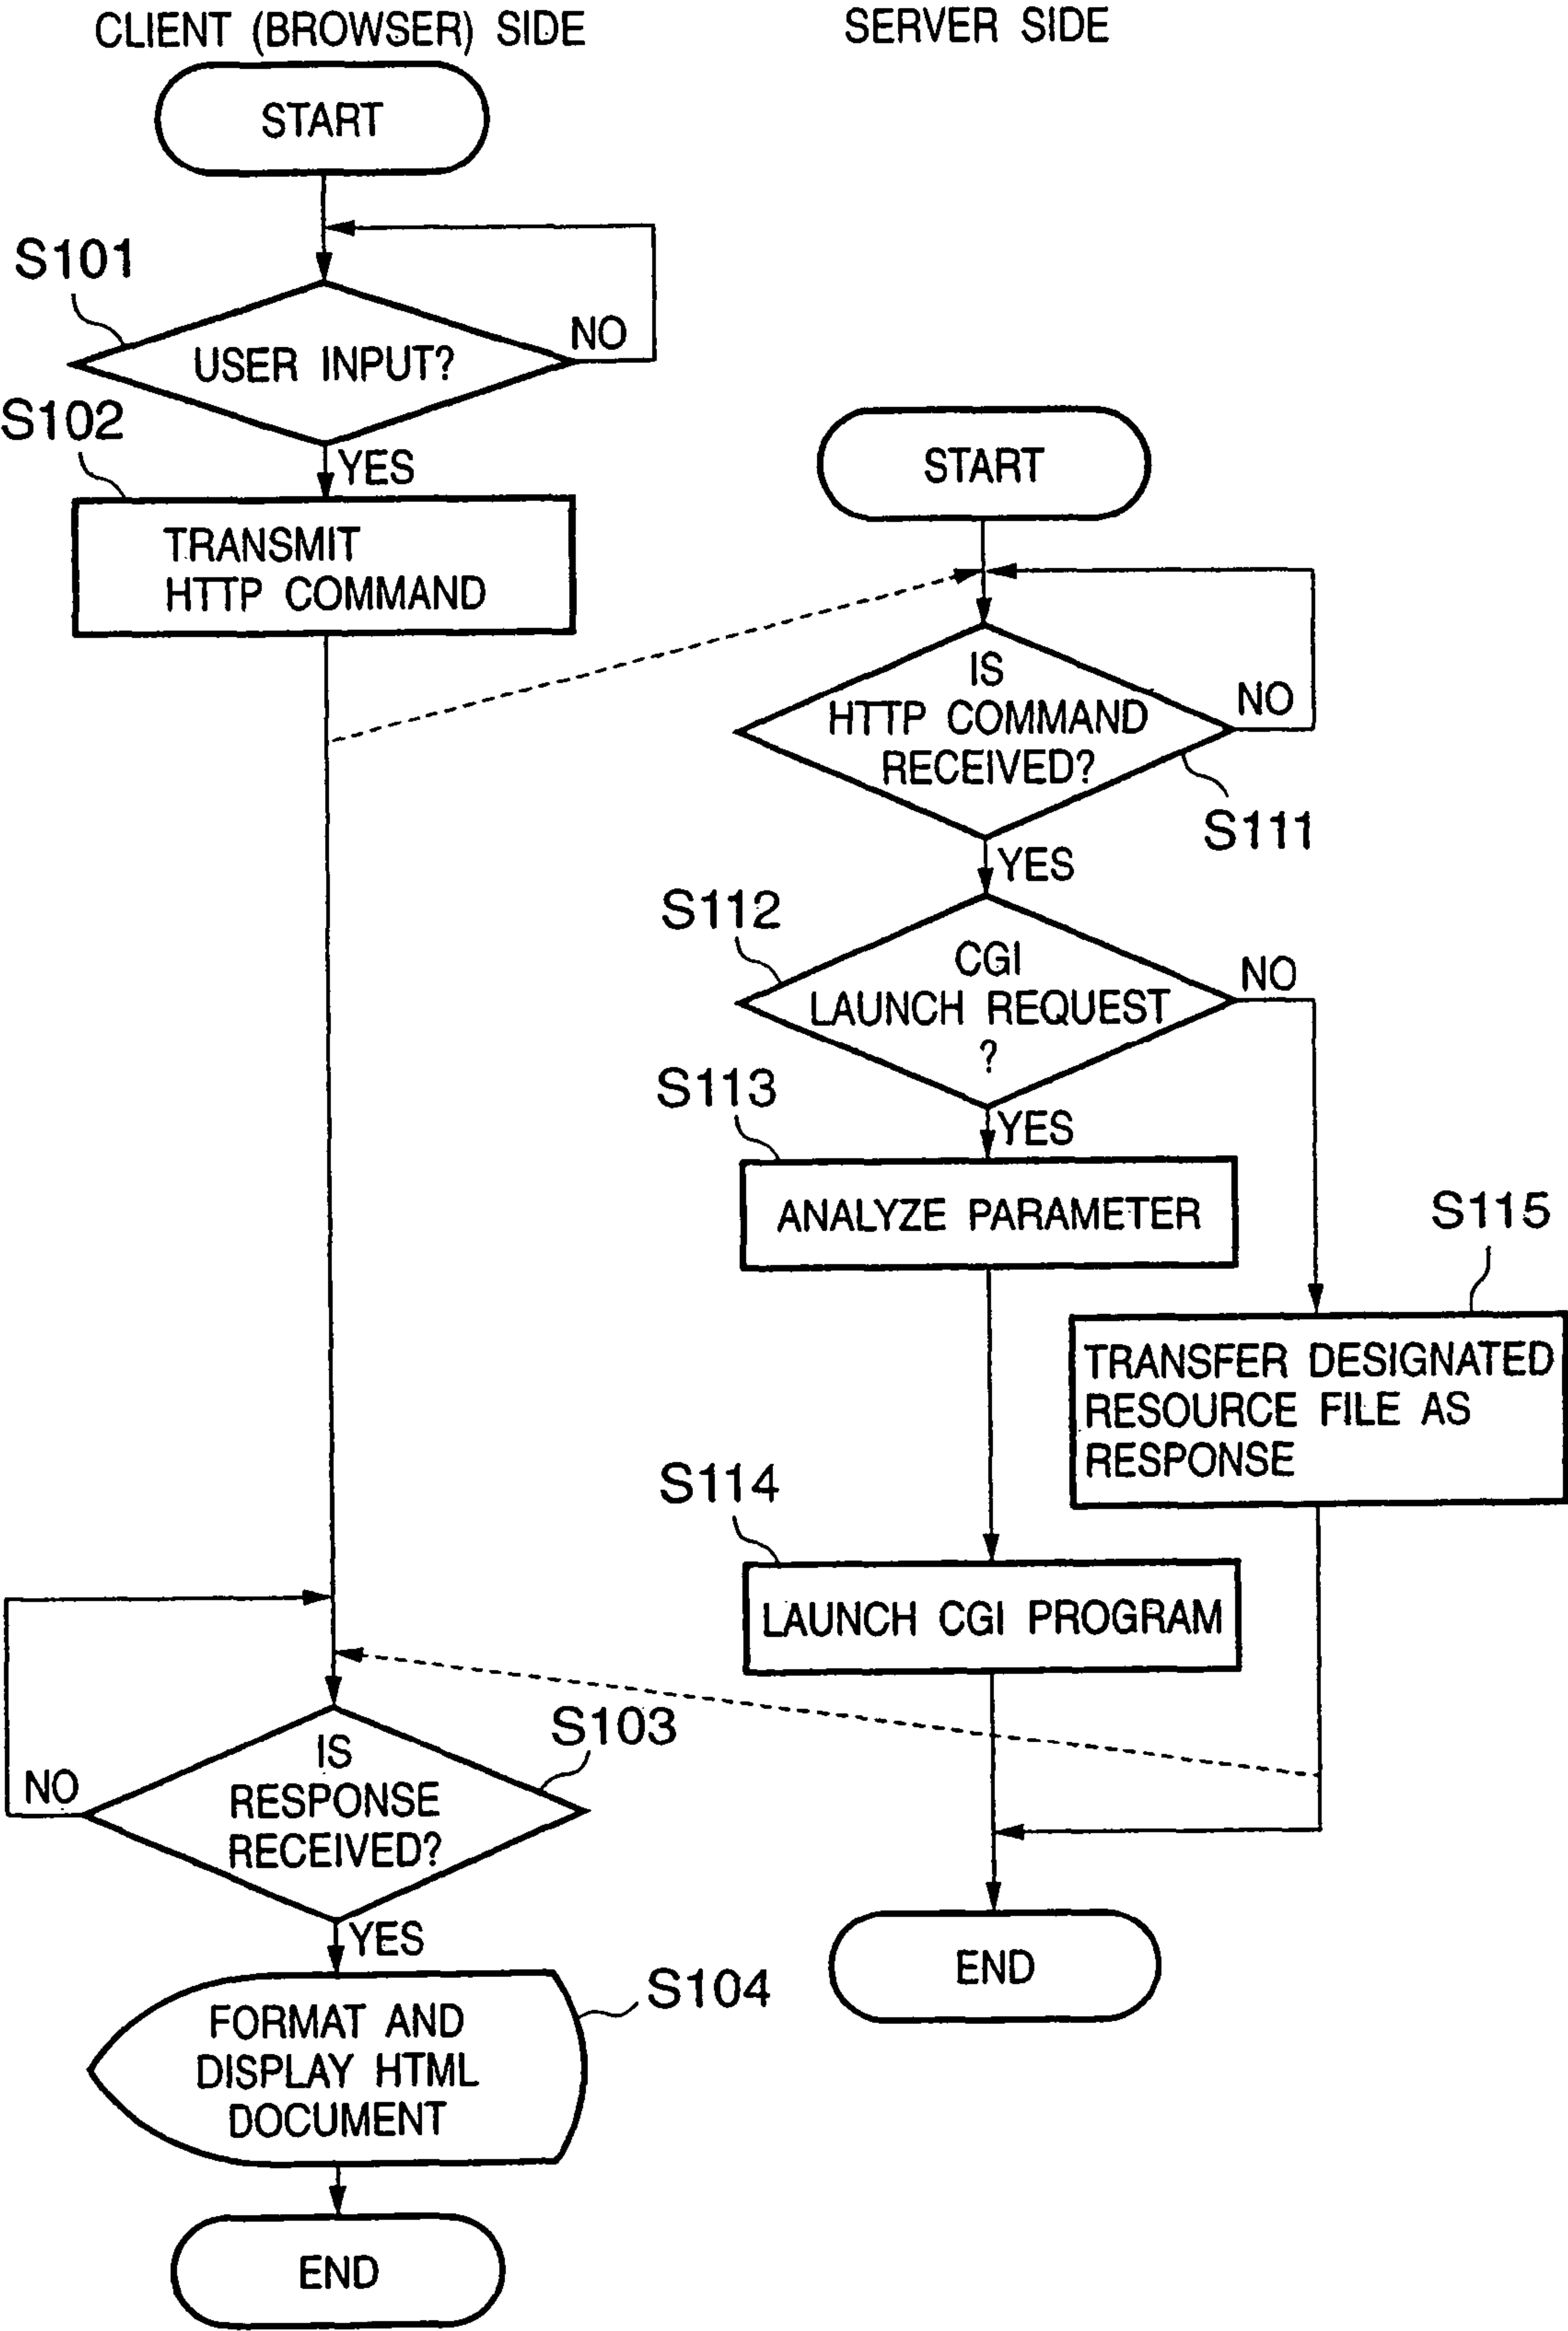 CLIENT (BROWSER) SIDE
START
S101
USER INPUT?
NO
S102
YES
TRANSMIT
HTTP COMMAND
S103
IS
RESPONSE
RECEIVED?
NO
YES
S104
FORMAT AND
DISPLAY HTML
DOCUMENT
END
SERVER SIDE
START
IS
HTTP COMMAND
RECEIVED?
NO
S111
YES
S112
CGI
LAUNCH REQUEST
?
NO
S113
YES
ANALYZE PARAMETER
S115
TRANSFER DESIGNATED
RESOURCE FILE AS
RESPONSE
S114
LAUNCH CGI PROGRAM
END